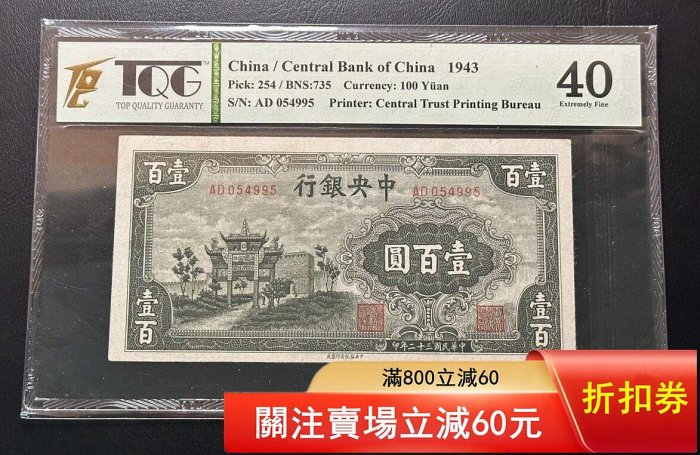 TQG
TOP QUALITY GUARANTY
China / Central Bank of China 1943
Pick: 254 / BNS:735 Currency: 100 Yüan
S/N: AD 054995 Printer: Central Trust Printing Bureau
40
Extremely Fine
百壹
行銀央中
百壹
AD 054995
AD 054995
圓百壹
壹百
壹百
印年二十三國民華中
滿800立減60
關注賣場立減60元
折扣券